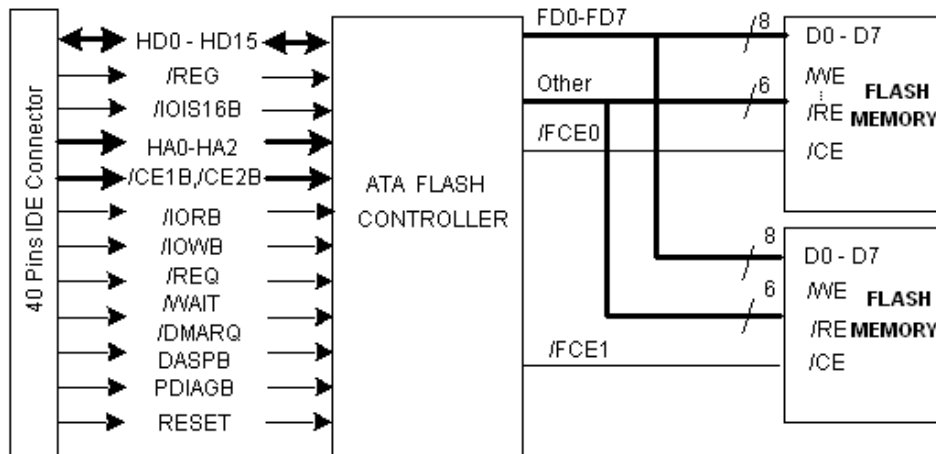 40 Pins IDE Connector
HD0 - HD15
/REG
/IOIS16B
HA0-HA2
/CE1B,/CE2B
/IORB
/IOWB
/REQ
/WAIT
/DMARQ
DASPB
PDIAGB
RESET
ATA FLASH
CONTROLLER
FD0-FD7
Other
/FCE0
/FCE1
8
6
D0 - D7
/WE
/RE
/CE
FLASH
MEMORY
8
6
D0 - D7
/WE
/RE
/CE
FLASH
MEMORY